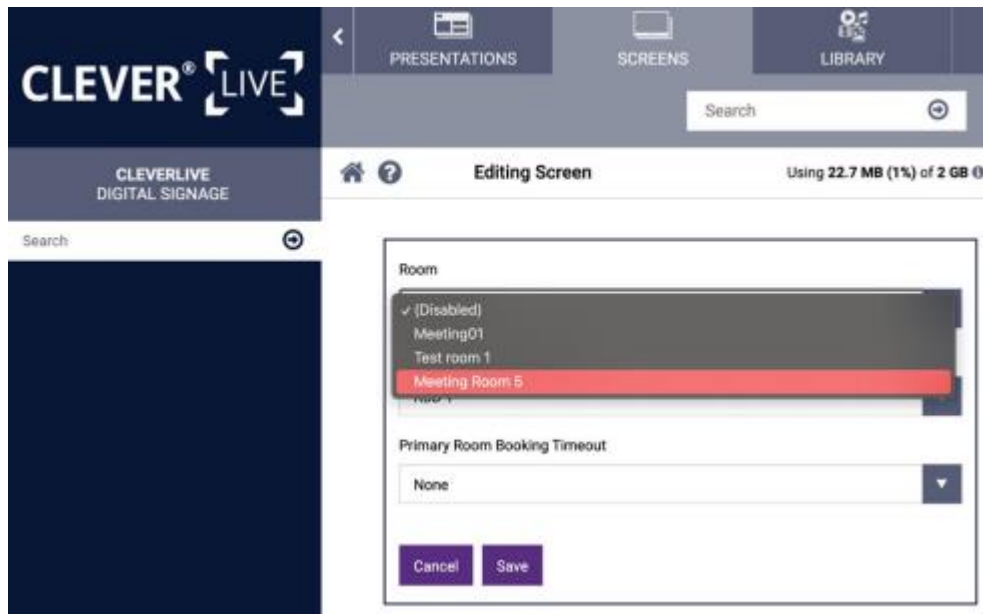 CLEVER® LIVE
PRESENTATIONS
SCREENS
LIBRARY
Search
CLEVERLIVE
DIGITAL SIGNAGE
Editing Screen
Using 22.7 MB (1%) of 2 GB
Search
Room
✓ (Disabled)
Meeting01
Test room 1
Meeting Room 5
Primary Room Booking Timeout
None
Cancel
Save